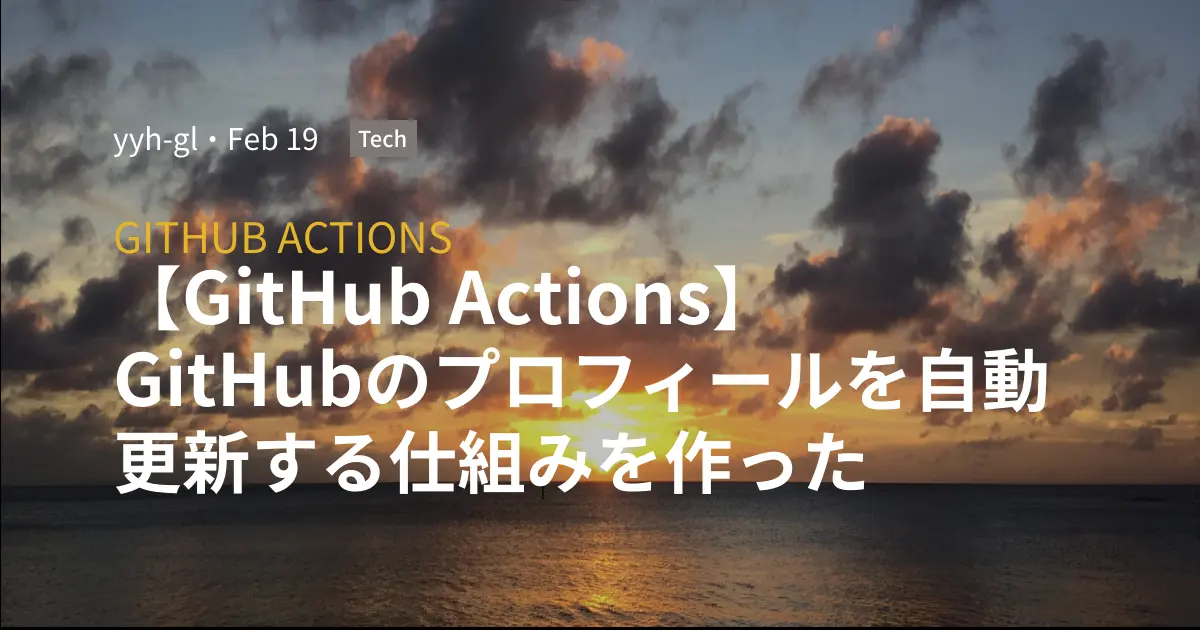 yyh-gl・Feb 19 Tech
GITHUB ACTIONS
【GitHub Actions】
GitHubのプロフィールを自動
更新する仕組みを作った